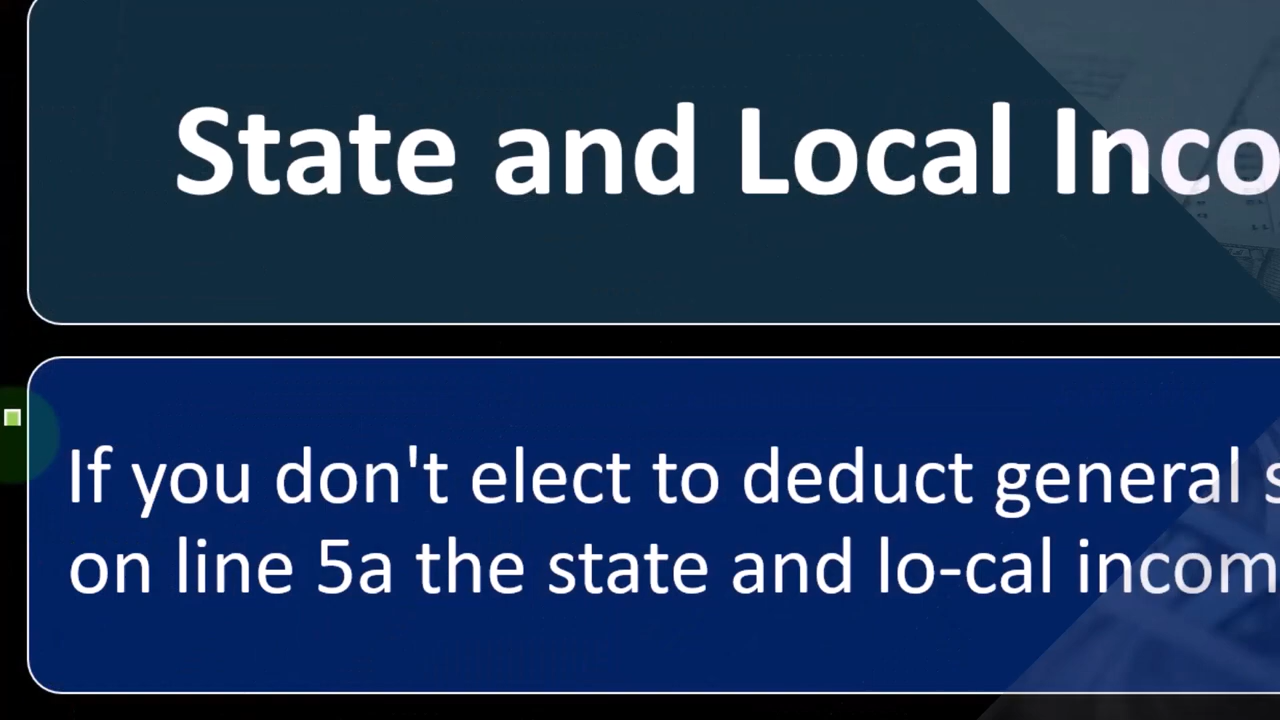 State and Local Inco
If you don't elect to deduct general s
on line 5a the state and lo-cal incom